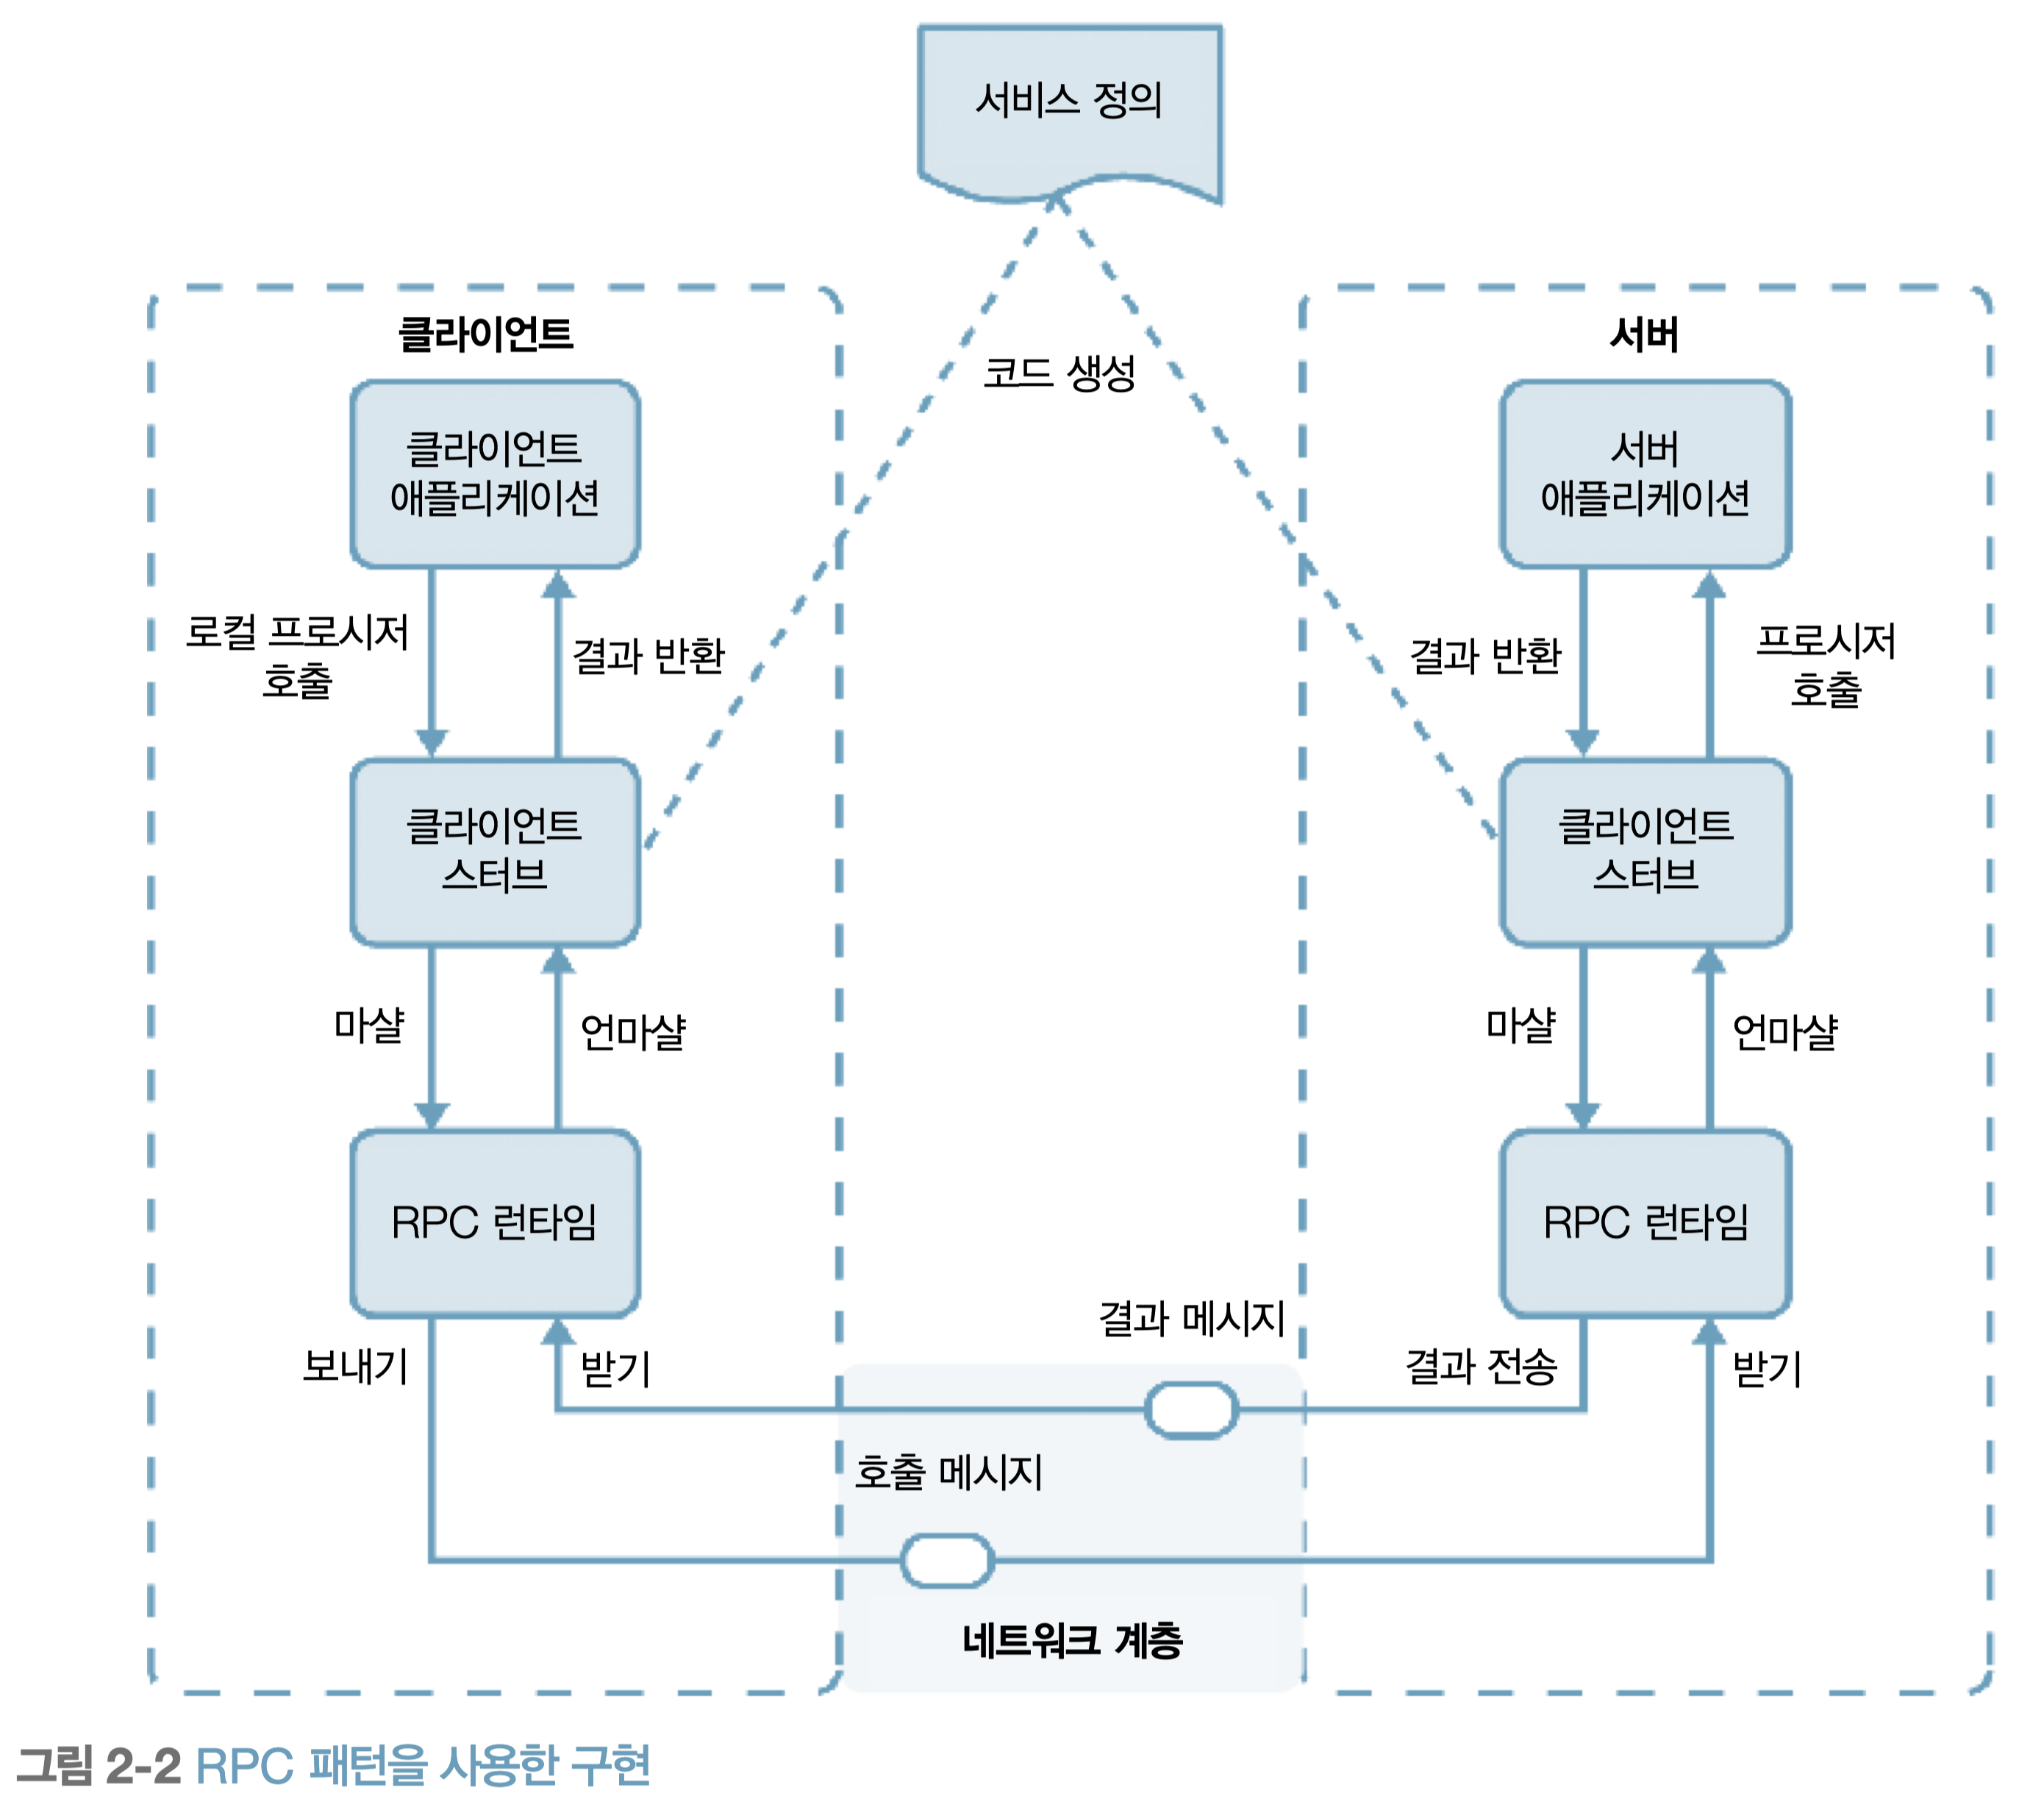 서비스 정의
클라이언트
서버
코드 생성
클라이언트
애플리케이션
서버
애플리케이션
로컬 프로시저
호출
결과 반환
결과 반환
프로시저
호출
클라이언트
스터브
클라이언트
스터브
마샬
언마샬
마샬
언마샬
RPC 런타임
RPC 런타임
결과 메시지
보내기
받기
결과 전송
받기
호출 메시지
네트워크 계층
그림 2-2 RPC 패턴을 사용한 구현